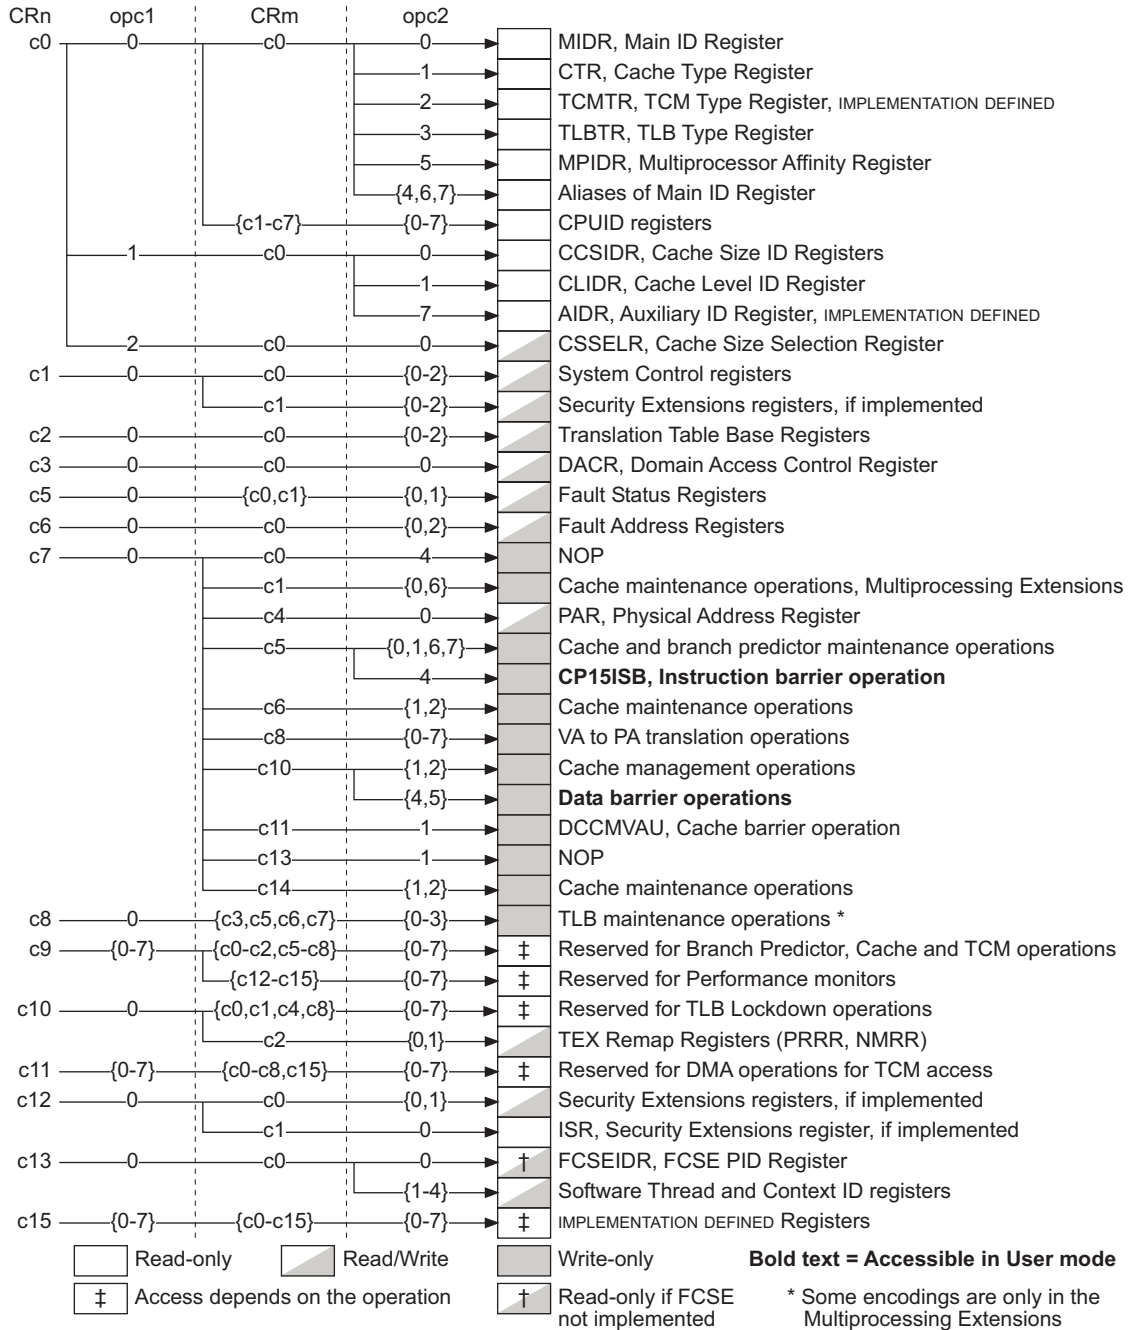 CRn opc1 CRm opc2
c0 0 c0 0 MIDR, Main ID Register
1 CTR, Cache Type Register
2 TCMTR, TCM Type Register, IMPLEMENTATION DEFINED
3 TLBTR, TLB Type Register
5 MPIDR, Multiprocessor Affinity Register
{4,6,7} Aliases of Main ID Register
{c1-c7} {0-7} CPUID registers
1 c0 0 CCSIDR, Cache Size ID Registers
1 CLIDR, Cache Level ID Register
7 AIDR, Auxiliary ID Register, IMPLEMENTATION DEFINED
2 c0 0 CSSELR, Cache Size Selection Register
c1 0 c0 {0-2} System Control registers
c1 {0-2} Security Extensions registers, if implemented
c2 0 c0 {0-2} Translation Table Base Registers
c3 0 c0 0 DACR, Domain Access Control Register
c5 0 {c0,c1} {0,1} Fault Status Registers
c6 0 c0 {0,2} Fault Address Registers
c7 0 c0 4 NOP
c1 {0,6} Cache maintenance operations, Multiprocessing Extensions
c4 0 PAR, Physical Address Register
c5 {0,1,6,7} Cache and branch predictor maintenance operations
4 CP15ISB, Instruction barrier operation
c6 {1,2} Cache maintenance operations
c8 {0-7} VA to PA translation operations
c10 {1,2} Cache management operations
{4,5} Data barrier operations
c11 1 DCCMVAU, Cache barrier operation
c13 1 NOP
c14 {1,2} Cache maintenance operations
c8 0 {c3,c5,c6,c7} {0-3} TLB maintenance operations *
c9 {0-7} {c0-c2,c5-c8} {0-7} ‡ Reserved for Branch Predictor, Cache and TCM operations
{c12-c15} {0-7} ‡ Reserved for Performance monitors
c10 0 {c0,c1,c4,c8} {0-7} ‡ Reserved for TLB Lockdown operations
c2 {0,1} TEX Remap Registers (PRRR, NMRR)
c11 {0-7} {c0-c8,c15} {0-7} ‡ Reserved for DMA operations for TCM access
c12 0 c0 {0,1} Security Extensions registers, if implemented
c1 0 ISR, Security Extensions register, if implemented
c13 0 c0 0 † FCSEIDR, FCSE PID Register
{1-4} Software Thread and Context ID registers
c15 {0-7} {c0-c15} {0-7} ‡ IMPLEMENTATION DEFINED Registers
Read-only Read/Write Write-only Bold text = Accessible in User mode
‡ Access depends on the operation † Read-only if FCSE * Some encodings are only in the
not implemented Multiprocessing Extensions